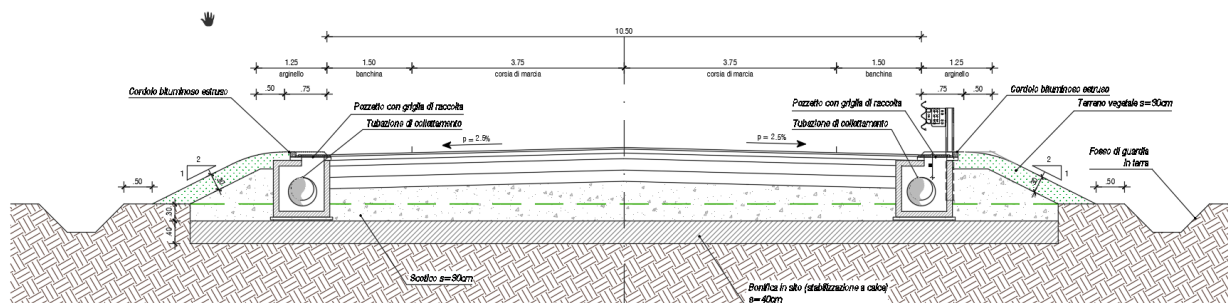 10.50
1.25
1.50
3.75
3.75
1.50
1.25
arginello
banchina
corsia di marcia
corsia di marcia
banchina
arginello
.50
.75
.75
.50
Cordolo bituminoso estruso
Pozzetto con griglia di raccolta
Pozzetto con griglia di raccolta
Cordolo bituminoso estruso
Tubazione di collettamento
Tubazione di collettamento
Terreno vegetale s=30cm
p = 2.5%
p = 2.5%
Fosso di guardia
in terra
2
1
2
1
.50
.50
30
40
Scotico s=30cm
Bonifica in sito (stabilizzazione a calce)
s=40cm